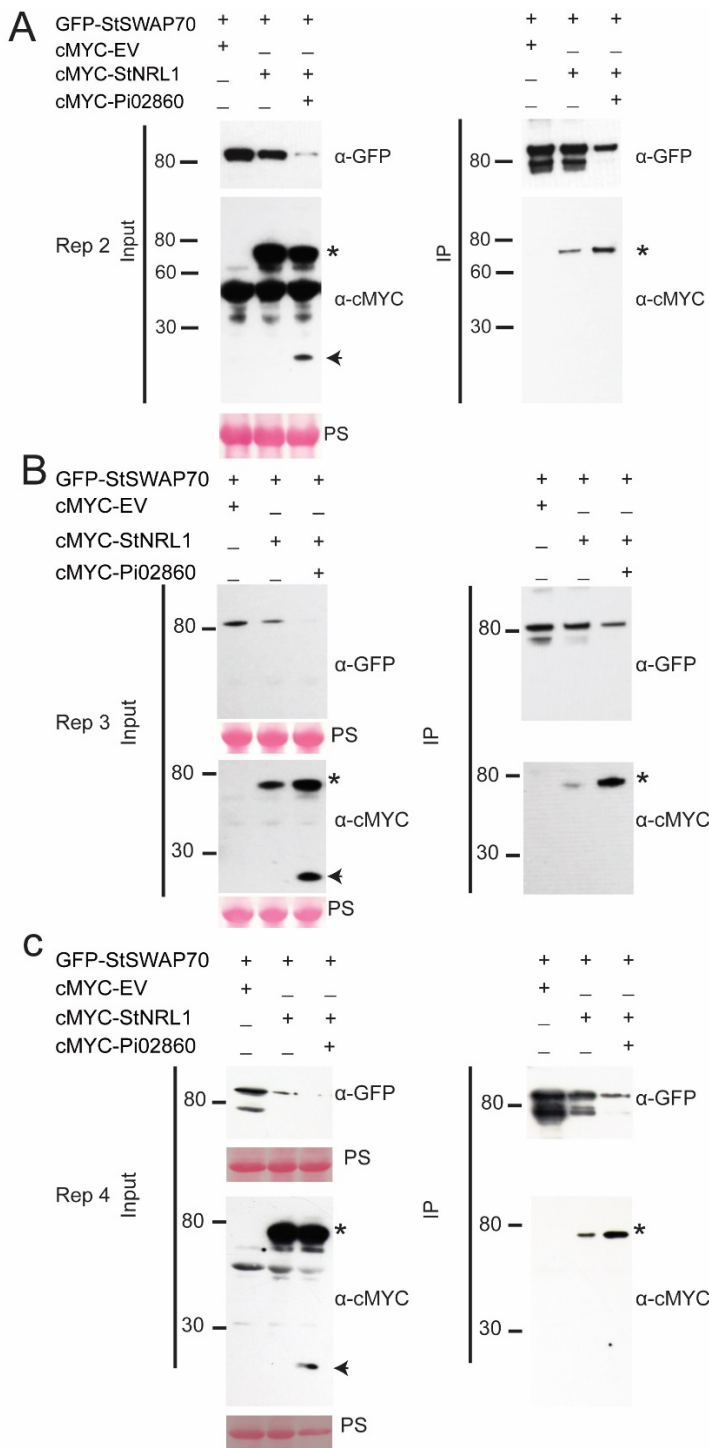 A
GFP-StSWAP70 + + + + + +
cMYC-EV + _ _ + _ _
cMYC-StNRL1 _ + + _ + +
cMYC-Pi02860 _ _ + _ _ +
Rep 2
Input
80
α-GFP
80
60
30
*
α-cMYC
PS
IP
80
α-GFP
80
60
30
*
α-cMYC
B
GFP-StSWAP70 + + + + + +
cMYC-EV + _ _ + _ _
cMYC-StNRL1 _ + + _ + +
cMYC-Pi02860 _ _ + _ _ +
Rep 3
Input
80
α-GFP
PS
80
30
*
α-cMYC
PS
IP
80
α-GFP
80
30
*
α-cMYC
c
GFP-StSWAP70 + + + + + +
cMYC-EV + _ _ + _ _
cMYC-StNRL1 _ + + _ + +
cMYC-Pi02860 _ _ + _ _ +
Rep 4
Input
80
α-GFP
PS
80
30
*
α-cMYC
PS
IP
80
α-GFP
80
30
*
α-cMYC